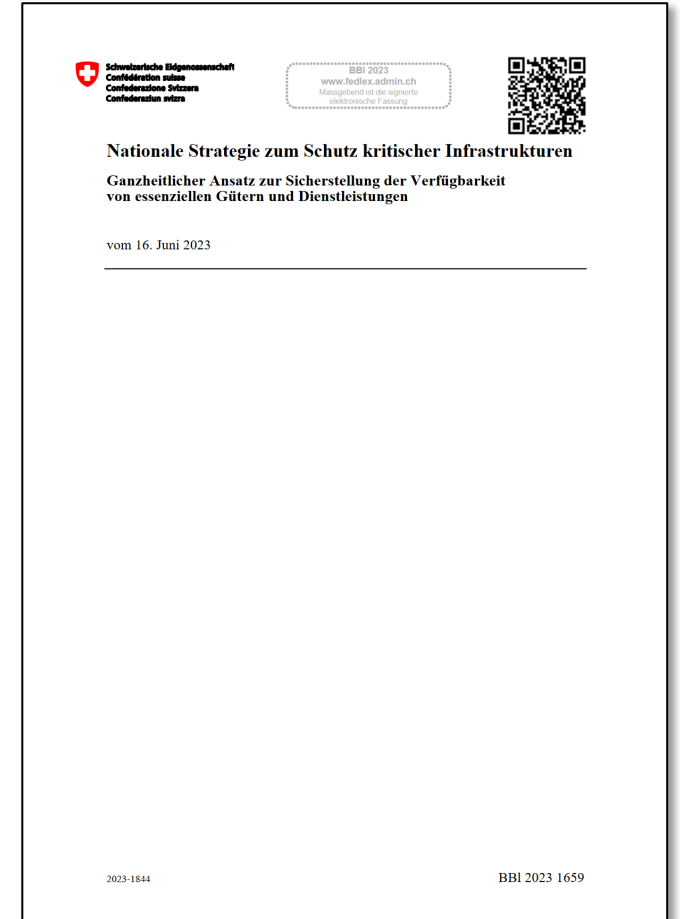 Schweizerische Eidgenossenschaft
Confédération suisse
Confederazione Svizzera
Confederaziun svizra
BBl 2023
www.fedlex.admin.ch
Massgebend ist die signierte
elektronische Fassung
Nationale Strategie zum Schutz kritischer Infrastrukturen
Ganzheitlicher Ansatz zur Sicherstellung der Verfügbarkeit
von essenziellen Gütern und Dienstleistungen
vom 16. Juni 2023
2023-1844
BBl 2023 1659